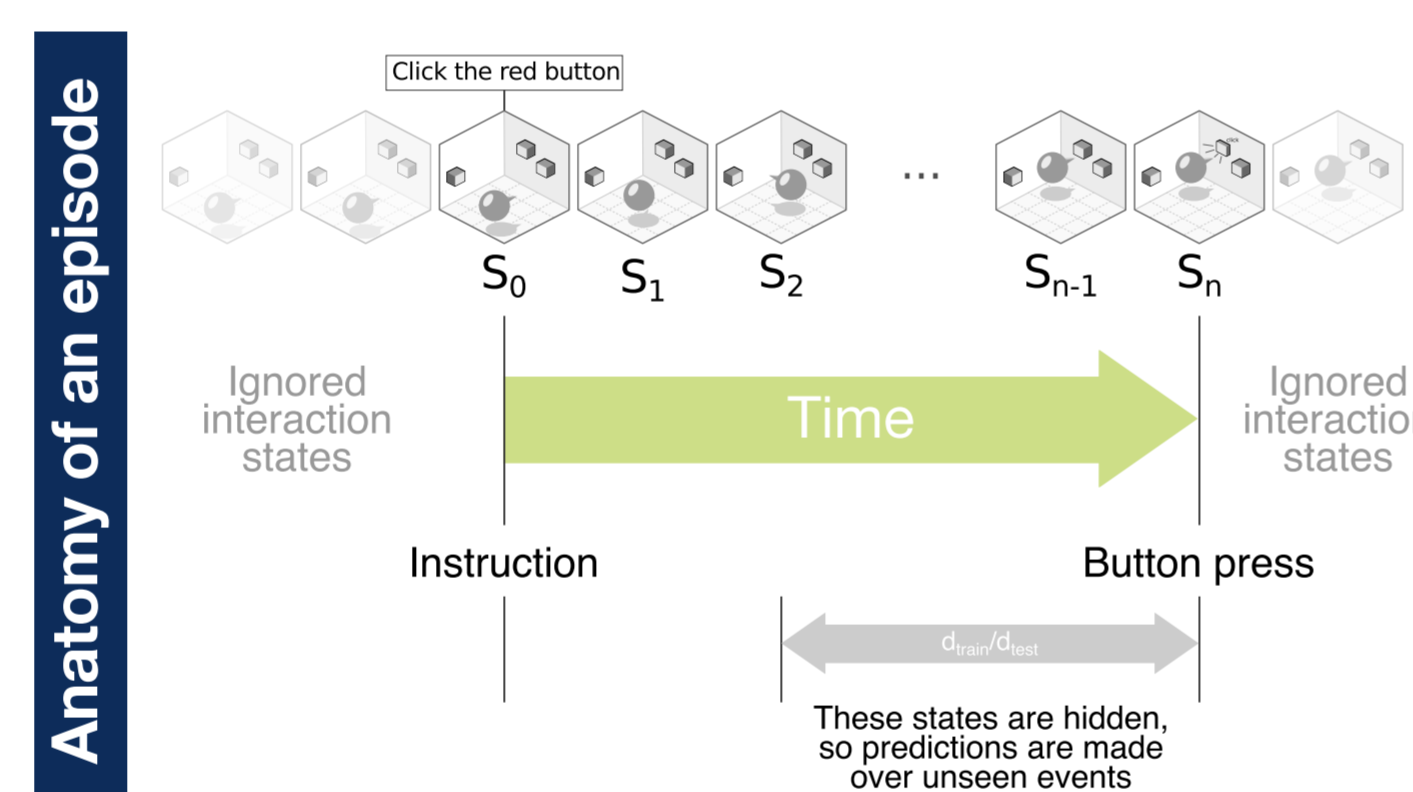 Anatomy of an episode
Click the red button
click
...
S0
S1
S2
Sn-1
Sn
Ignored
interaction
states
Time
Ignored
interactio
states
Instruction
Button press
dtrain/dtest
These states are hidden,
so predictions are made
over unseen events